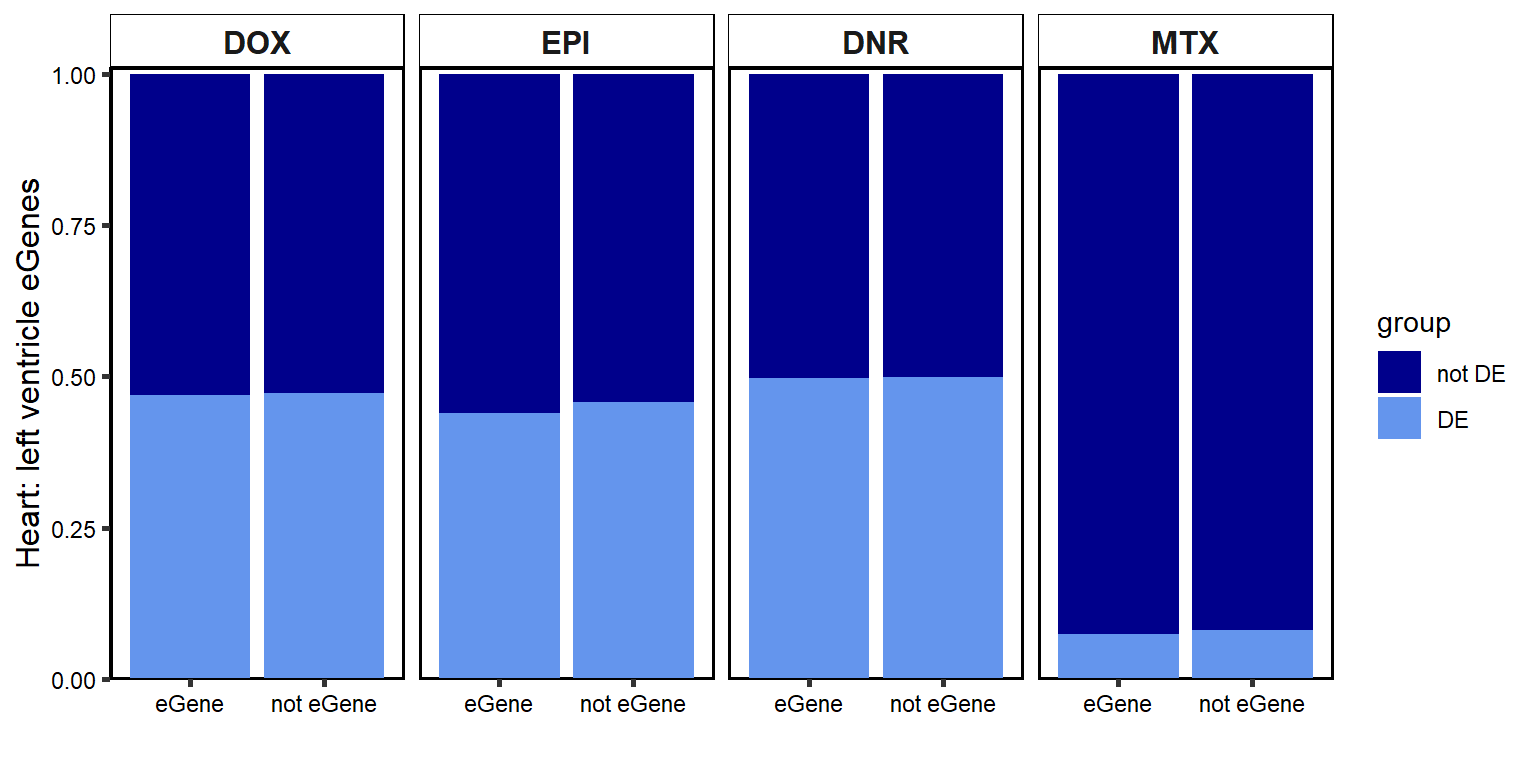 DOX EPI DNR MTX
Heart: left ventricle eGenes
1.00
0.75
0.50
0.25
0.00
eGene not eGene eGene not eGene eGene not eGene eGene not eGene
group
not DE
DE